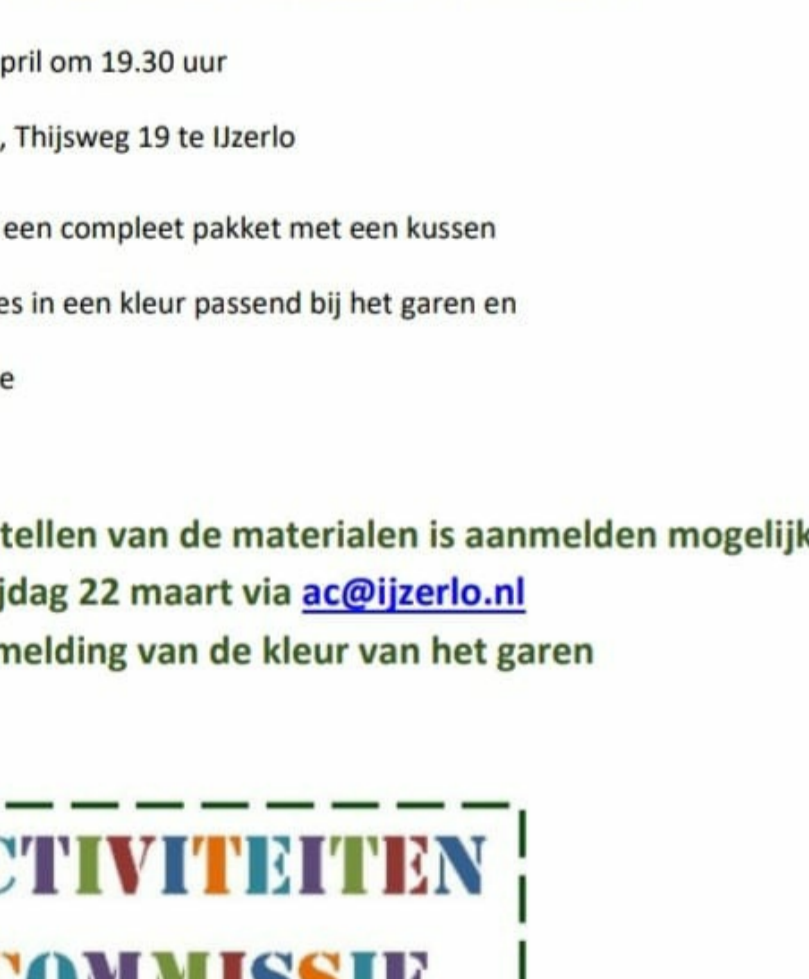 pril om 19.30 uur
, Thijsweg 19 te IJzerlo
een compleet pakket met een kussen
es in een kleur passend bij het garen en
e
tellen van de materialen is aanmelden mogelijk
jdag 22 maart via ac@ijzerlo.nl
melding van de kleur van het garen
CTIVITEITEN
COMMISSIE